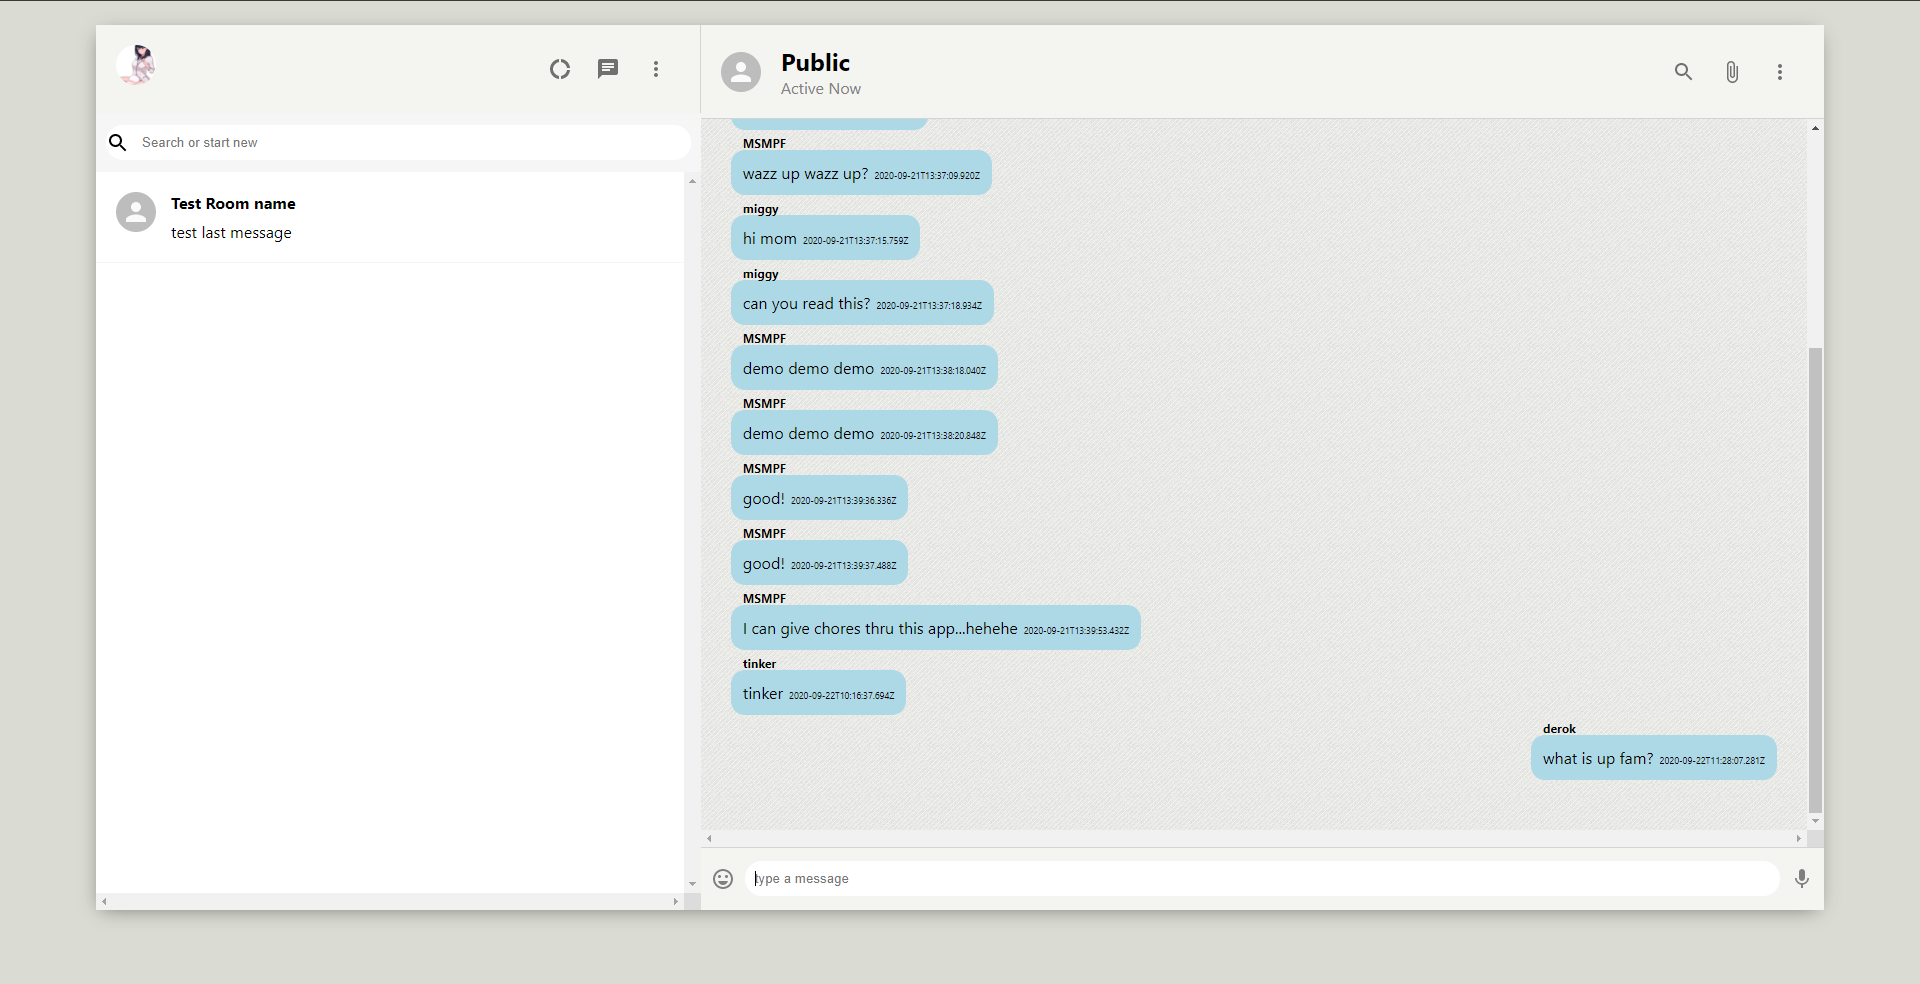 Search or start new
Test Room name
test last message
Public
Active Now
MSMPF
wazz up wazz up? 2020-09-21T13:37:09.920Z
miggy
hi mom 2020-09-21T13:37:15.759Z
miggy
can you read this? 2020-09-21T13:37:18.934Z
MSMPF
demo demo demo 2020-09-21T13:38:18.040Z
MSMPF
demo demo demo 2020-09-21T13:38:20.848Z
MSMPF
good! 2020-09-21T13:39:36.336Z
MSMPF
good! 2020-09-21T13:39:37.488Z
MSMPF
I can give chores thru this app...hehehe 2020-09-21T13:39:53.432Z
tinker
tinker 2020-09-22T10:16:37.694Z
derok
what is up fam? 2020-09-22T11:28:07.281Z
type a message